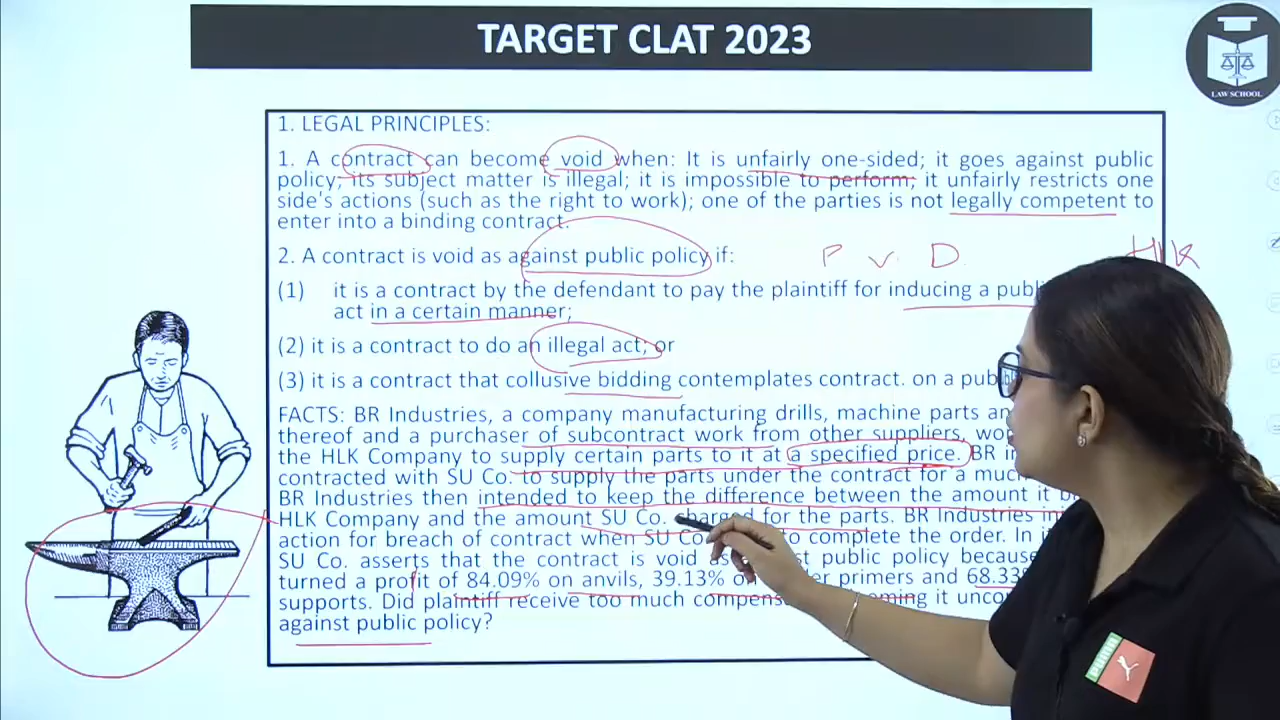 TARGET CLAT 2023
LAW SCHOOL
1. LEGAL PRINCIPLES:
1. A contract can become void when: It is unfairly one-sided; it goes against public
policy; its subject matter is illegal; it is impossible to perform; it unfairly restricts one
side's actions (such as the right to work); one of the parties is not legally competent to
enter into a binding contract.
2. A contract is void as against public policy if:
P v. D
HLK
(1) it is a contract by the defendant to pay the plaintiff for inducing a
act in a certain manner;
(2) it is a contract to do an illegal act; or
(3) it is a contract that collusive bidding contemplates contract. on a
FACTS: BR Industries, a company manufacturing drills, machine parts
thereof and a purchaser of subcontract work from other suppliers,
the HLK Company to supply certain parts to it at a specified price. BR
contracted with SU Co. to supply the parts under the contract for a
BR Industries then intended to keep the difference between the amount it
HLK Company and the amount SU Co. charged for the parts. BR Industries
action for breach of contract when SU Co. to complete the order. In
SU Co. asserts that the contract is void as public policy because
turned a profit of 84.09% on anvils, 39.13% primers and
supports. Did plaintiff receive too much it
against public policy?
PUMA